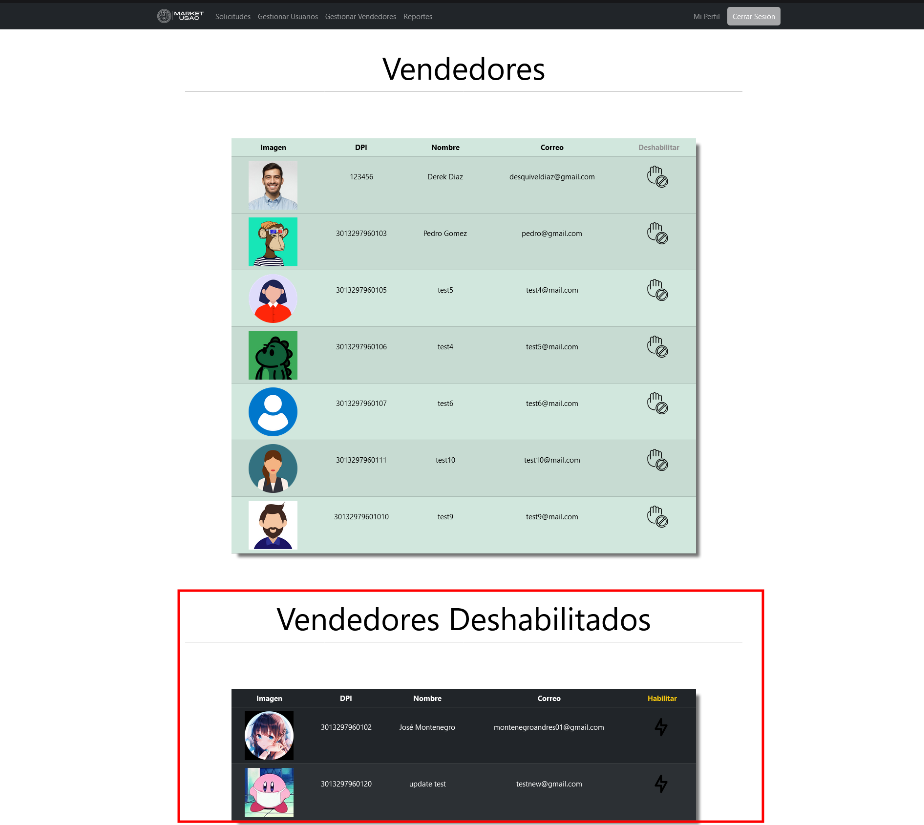 MARKET USAO Solicitudes Gestionar Usuarios Gestionar Vendedores Reportes Mi Perfil Cerrar Sesión
Vendedores
Imagen DPI Nombre Correo Deshabilitar
123456 Derek Diaz desquiveldiaz@gmail.com
3013297960103 Pedro Gomez pedro@gmail.com
3013297960105 test5 test4@mail.com
3013297960106 test4 test5@mail.com
3013297960107 test6 test6@mail.com
3013297960111 test10 test10@mail.com
30132979601010 test9 test9@mail.com
Vendedores Deshabilitados
Imagen DPI Nombre Correo Habilitar
3013297960102 José Montenegro montenegroandres01@gmail.com
3013297960120 update test testnew@gmail.com